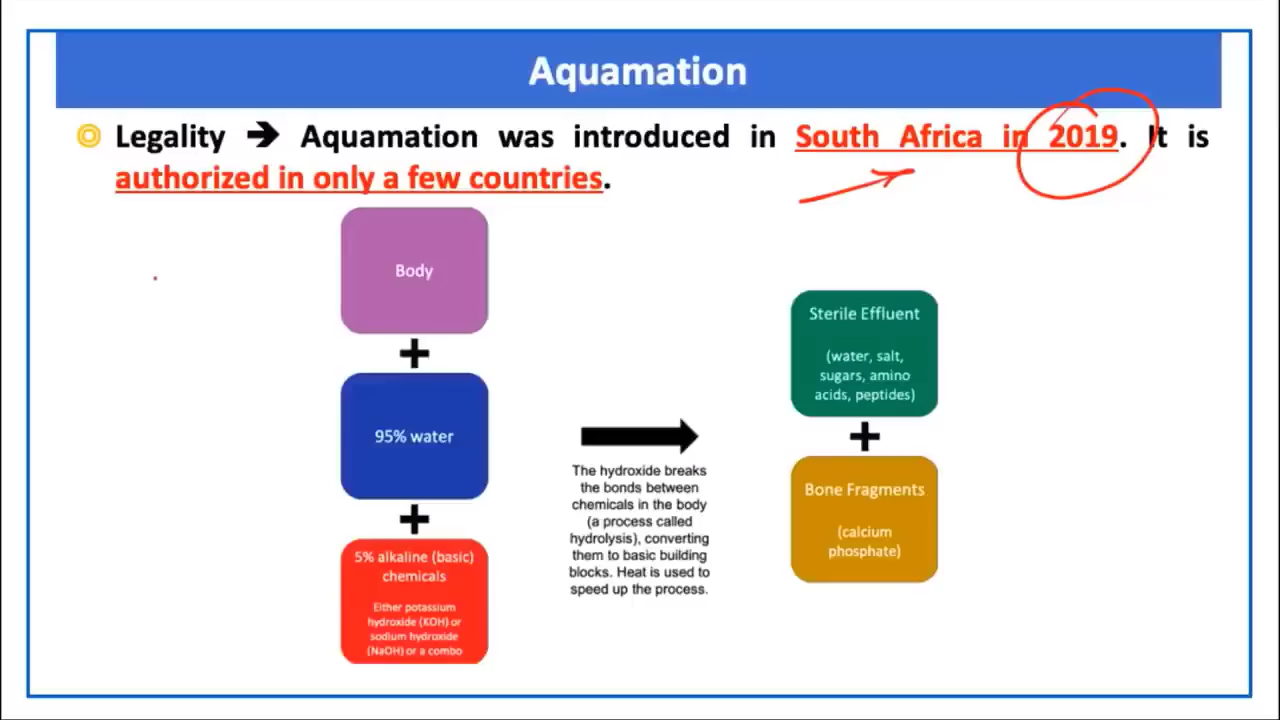 Aquamation
Legality ➔ Aquamation was introduced in South Africa in 2019. It is
authorized in only a few countries.
Body
+
95% water
+
5% alkaline (basic)
chemicals
Either potassium
hydroxide (KOH) or
sodium hydroxide
(NaOH) or a combo
The hydroxide breaks
the bonds between
chemicals in the body
(a process called
hydrolysis), converting
them to basic building
blocks. Heat is used to
speed up the process.
Sterile Effluent
(water, salt,
sugars, amino
acids, peptides)
+
Bone Fragments
(calcium
phosphate)